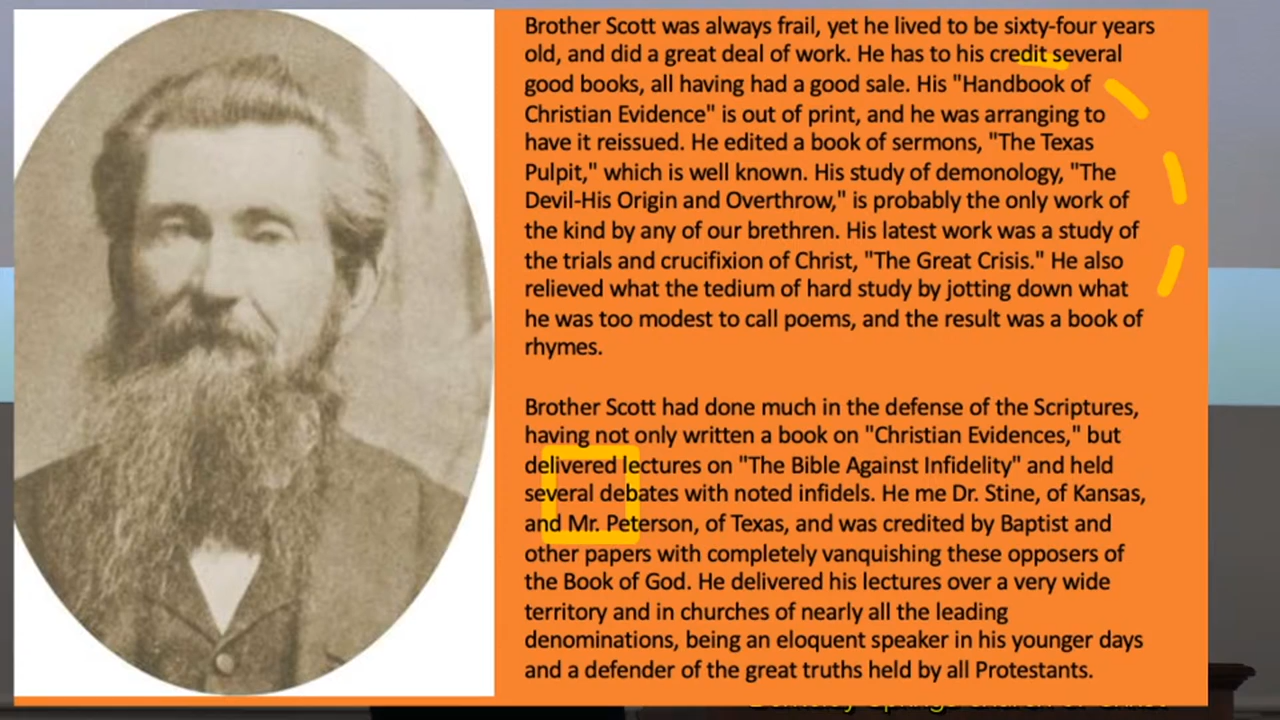 Brother Scott was always frail, yet he lived to be sixty-four years
old, and did a great deal of work. He has to his credit several
good books, all having had a good sale. His "Handbook of
Christian Evidence" is out of print, and he was arranging to
have it reissued. He edited a book of sermons, "The Texas
Pulpit," which is well known. His study of demonology, "The
Devil-His Origin and Overthrow," is probably the only work of
the kind by any of our brethren. His latest work was a study of
the trials and crucifixion of Christ, "The Great Crisis." He also
relieved what the tedium of hard study by jotting down what
he was too modest to call poems, and the result was a book of
rhymes.
Brother Scott had done much in the defense of the Scriptures,
having not only written a book on "Christian Evidences," but
delivered lectures on "The Bible Against Infidelity" and held
several debates with noted infidels. He me Dr. Stine, of Kansas,
and Mr. Peterson, of Texas, and was credited by Baptist and
other papers with completely vanquishing these opposers of
the Book of God. He delivered his lectures over a very wide
territory and in churches of nearly all the leading
denominations, being an eloquent speaker in his younger days
and a defender of the great truths held by all Protestants.